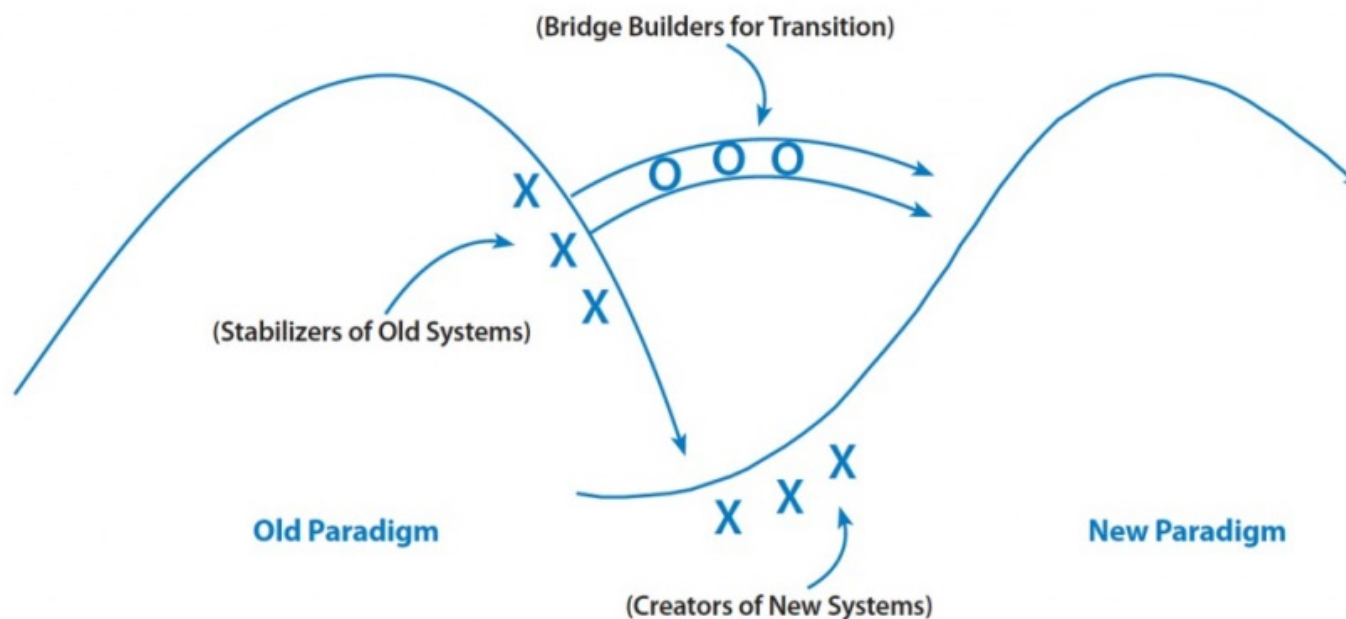 (Bridge Builders for Transition)
O O O
X
X
X
(Stabilizers of Old Systems)
X
X
X
Old Paradigm
New Paradigm
(Creators of New Systems)